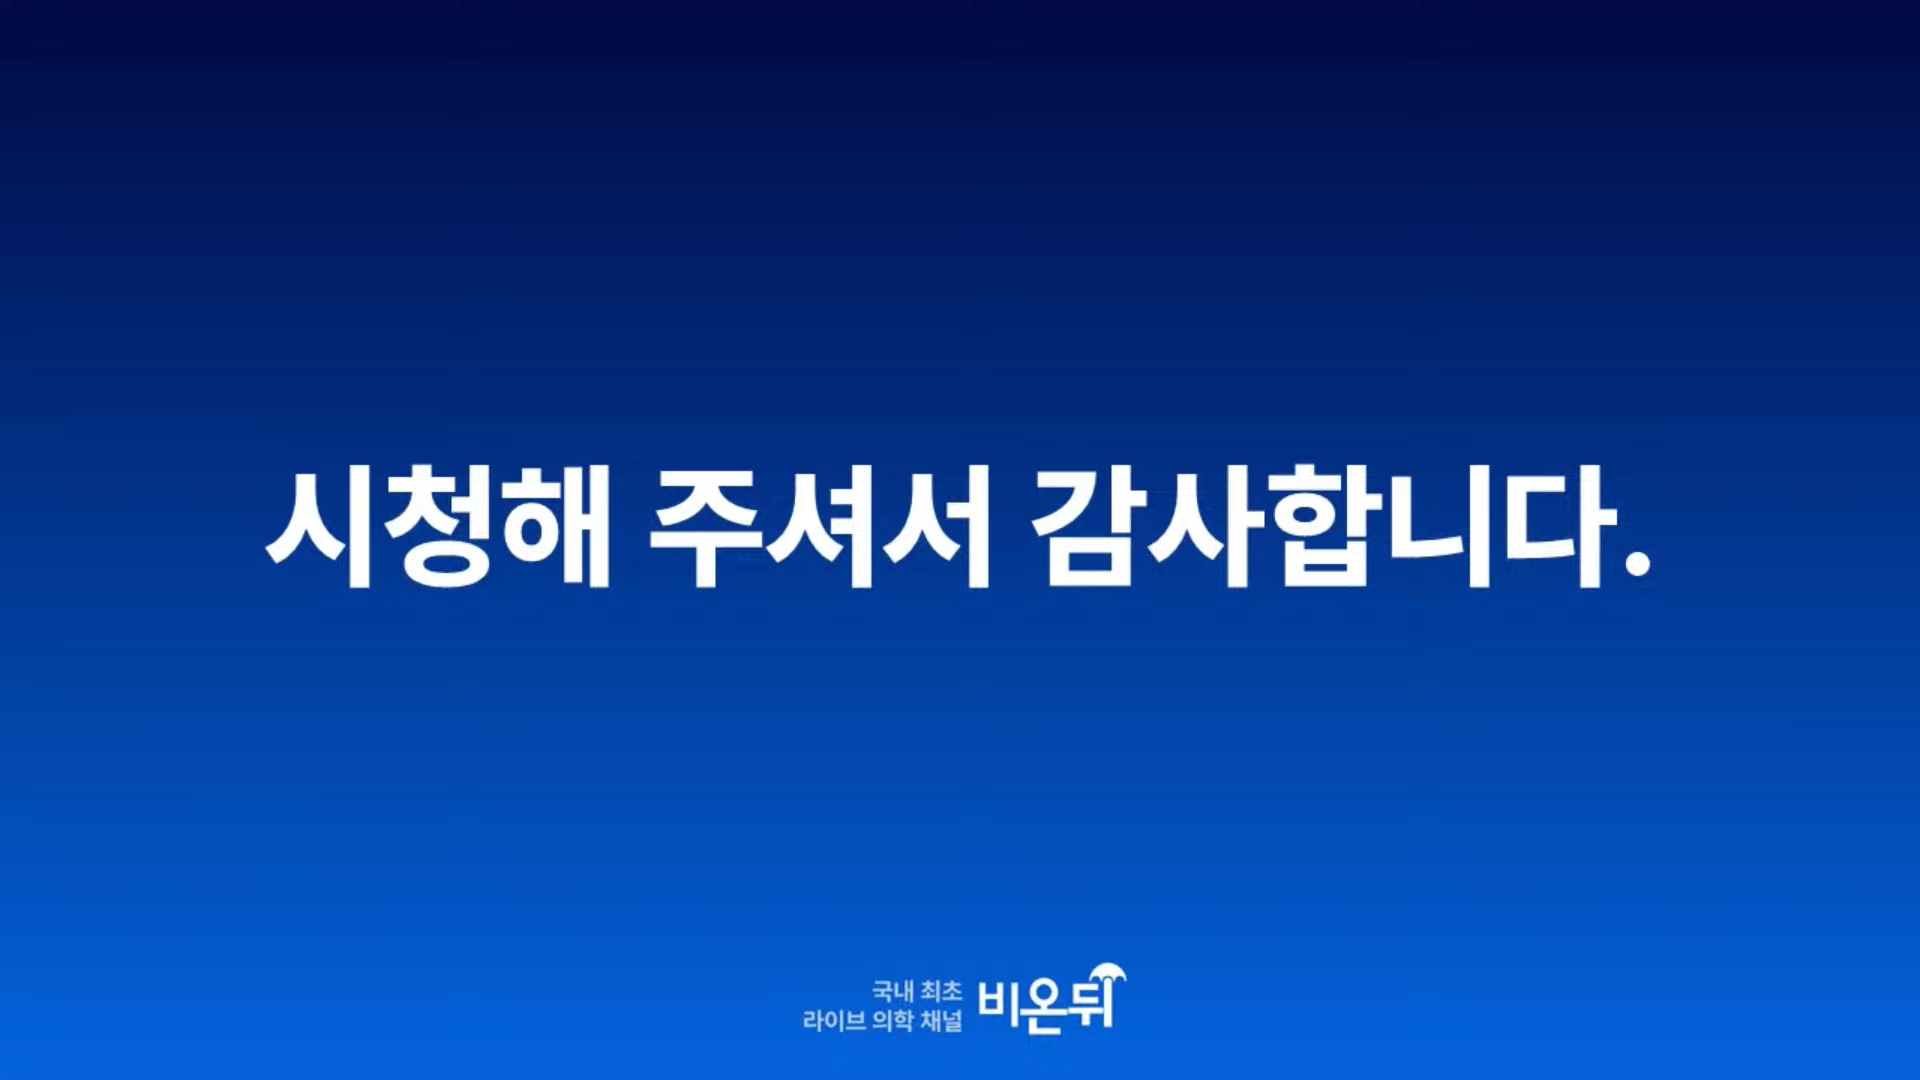 시청해 주셔서 감사합니다.
국내 최초
라이브 의학 채널
비온뒤